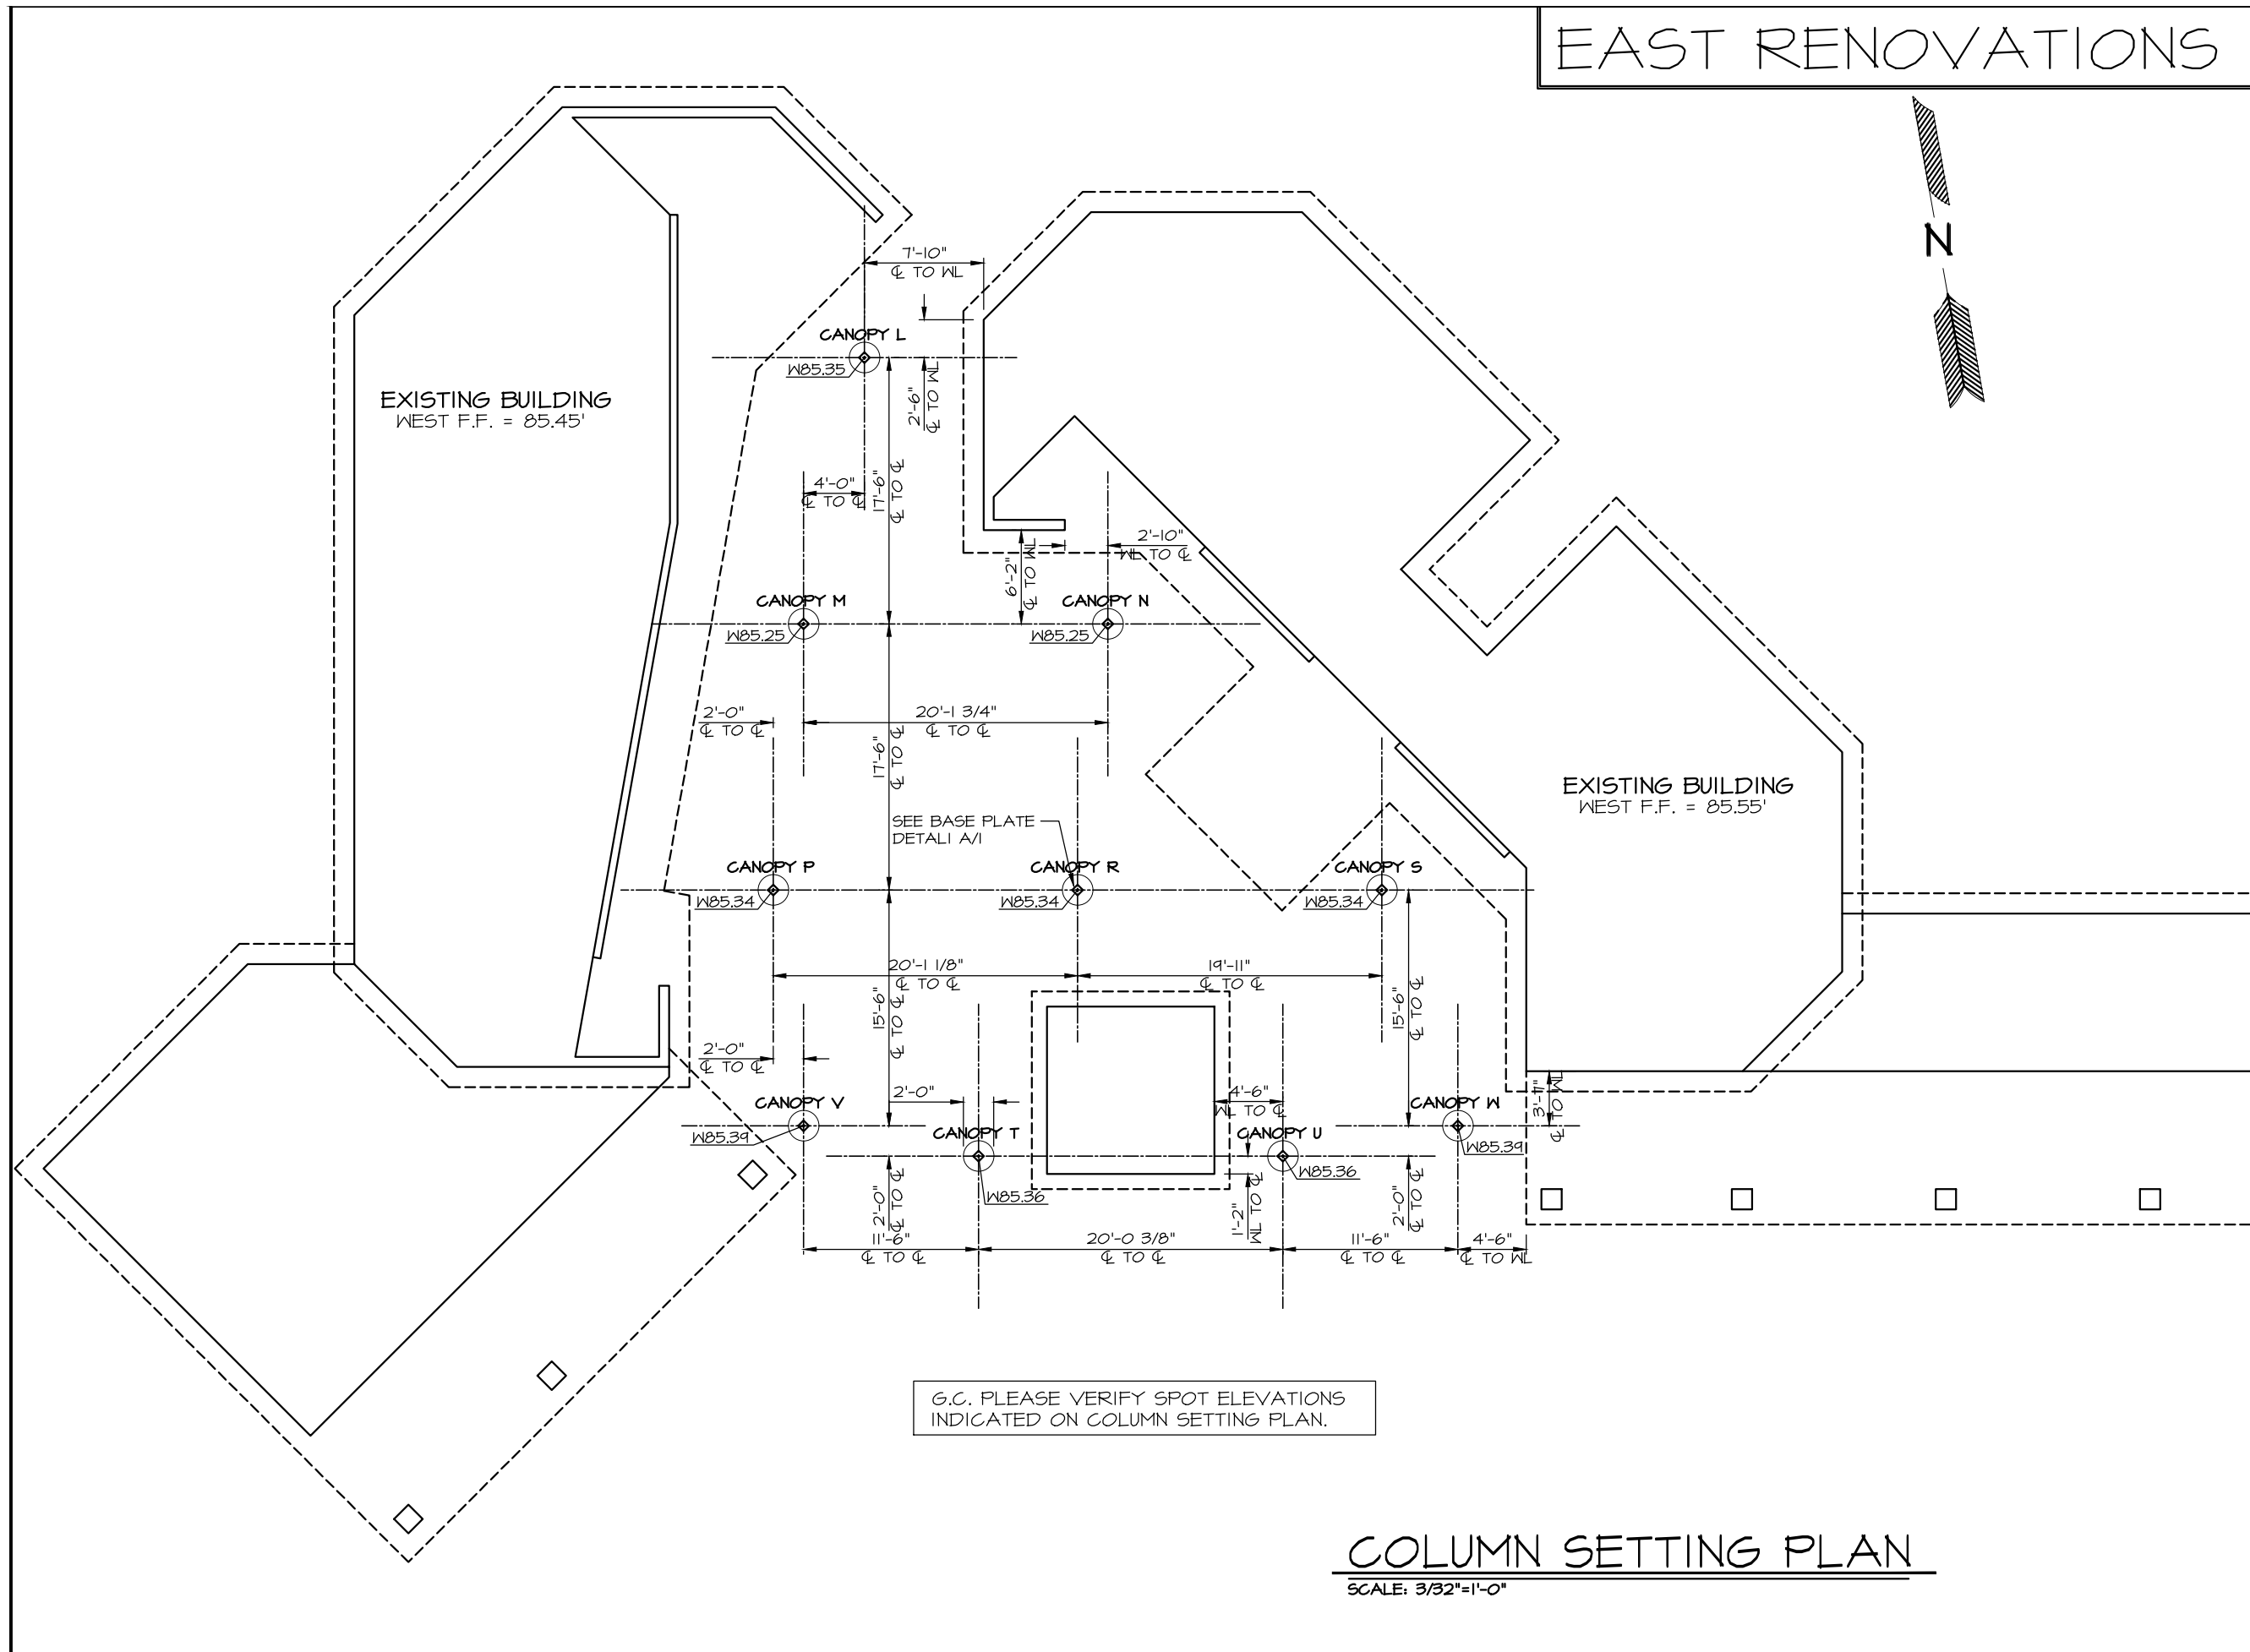 EAST RENOVATIONS
N
7'-10"
℄ TO WL
CANOPY L
W85.35
2'-6"
℄ TO WL
EXISTING BUILDING
WEST F.F. = 85.45'
17'-6"
℄ TO ℄
4'-0"
℄ TO ℄
2'-10"
WL TO ℄
6'-2"
℄ TO WL
CANOPY M
W85.25
CANOPY N
W85.25
2'-0"
℄ TO ℄
20'-1 3/4"
℄ TO ℄
17'-6"
℄ TO ℄
EXISTING BUILDING
WEST F.F. = 85.55'
SEE BASE PLATE
DETALI A/1
CANOPY P
W85.34
CANOPY R
W85.34
CANOPY S
W85.34
20'-1 1/8"
℄ TO ℄
19'-11"
℄ TO ℄
15'-6"
℄ TO ℄
15'-6"
℄ TO ℄
2'-0"
℄ TO ℄
2'-0"
4'-6"
WL TO ℄
3'-7"
℄ TO WL
CANOPY V
W85.39
CANOPY T
W85.36
CANOPY U
W85.36
CANOPY W
W85.39
2'-0"
℄ TO ℄
1'-2"
WL TO ℄
2'-0"
℄ TO ℄
11'-6"
℄ TO ℄
20'-0 3/8"
℄ TO ℄
11'-6"
℄ TO ℄
4'-6"
℄ TO WL
G.C. PLEASE VERIFY SPOT ELEVATIONS
INDICATED ON COLUMN SETTING PLAN.
COLUMN SETTING PLAN
SCALE: 3/32"=1'-0"